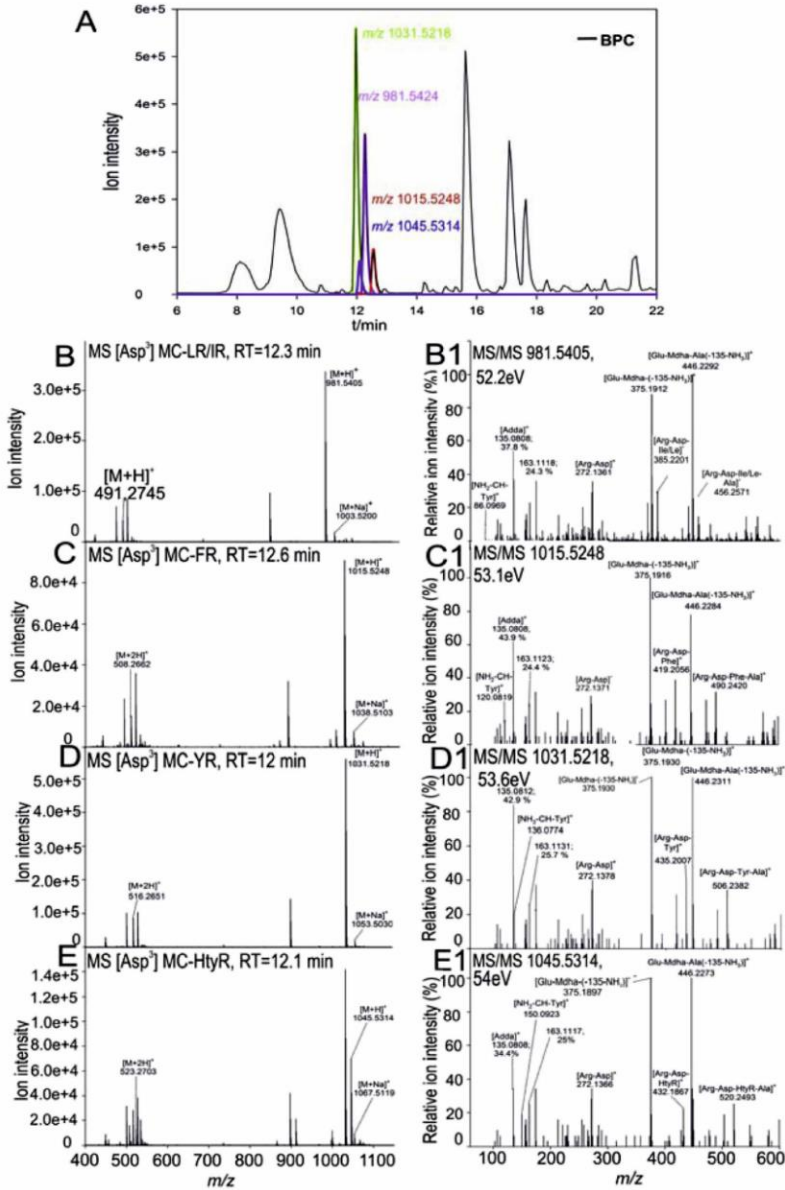 A
6e+5
5e+5
4e+5
3e+5
2e+5
1e+5
0
Ion intensity
m/z 1031.5218
m/z 981.5424
m/z 1015.5248
m/z 1045.5314
BPC
6 8 10 12 14 16 18 20 22
t/min
B
MS [Asp³] MC-LR/IR, RT=12.3 min
3.0e+5
2.0e+5
1.0e+5
0
Ion intensity
[M+H]⁺
491.2745
[M+H]⁺
981.5405
[M+Na]⁺
1003.5200
B1
MS/MS 981.5405,
52.2eV
100
80
60
40
20
0
Relative ion intensity (%)
[Glu-Mdha-Ala(-135-NH₃)]⁺
446.2292
[Glu-Mdha-(-135-NH₃)]⁺
375.1912
[Adda]⁺
135.0808;
37.8 %
163.1118;
24.3 %
[NH₂-CH-
Tyr]⁺
86.0969
[Arg-Asp]⁺
272.1361
[Arg-Asp-
Ile/Le]⁺
385.2201
[Arg-Asp-Ile/Le-
Ala]⁺
456.2571
C
MS [Asp³] MC-FR, RT=12.6 min
8.0e+4
6.0e+4
4.0e+4
2.0e+4
0
Ion intensity
[M+2H]⁺
508.2662
[M+H]⁺
1015.5248
[M+Na]⁺
1038.5103
C1
MS/MS 1015.5248
53.1eV
100
80
60
40
20
0
Relative ion intensity (%)
[Glu-Mdha-(-135-NH₃)]⁺
375.1916
[Glu-Mdha-Ala(-135-NH₃)]⁺
446.2284
[Adda]⁺
135.0808;
43.9 %
163.1123;
24.4 %
[NH₂-CH-
Tyr]⁺
120.0819
[Arg-Asp]⁺
272.1371
[Arg-Asp-
Phe]⁺
419.2056
[Arg-Asp-Phe-Ala]⁺
490.2420
D
MS [Asp³] MC-YR, RT=12 min
5.0e+5
4.0e+5
3.0e+5
2.0e+5
1.0e+5
0
Ion intensity
[M+2H]⁺
516.2651
[M+H]⁺
1031.5218
[M+Na]⁺
1053.5030
D1
MS/MS 1031.5218,
53.6eV
100
80
60
40
20
0
Relative ion intensity (%)
[Glu-Mdha-(-135-NH₃)]⁺
375.1930
[Glu-Mdha-(-135-NH₃)]⁺
375.1930
[Glu-Mdha-Ala(-135-NH₃)]⁺
446.2311
135.0812;
42.9 %
[NH₂-CH-Tyr]⁺
136.0774
163.1131;
25.7 %
[Arg-Asp]⁺
272.1378
[Arg-Asp-
Tyr]⁺
435.2007
[Arg-Asp-Tyr-Ala]⁺
506.2382
E
MS [Asp³] MC-HtyR, RT=12.1 min
1.4e+5
1.2e+5
1.0e+5
8.0e+4
6.0e+4
4.0e+4
2.0e+4
0
Ion intensity
[M+2H]⁺
523.2703
[M+H]⁺
1045.5314
[M+Na]⁺
1067.5119
400 500 600 700 800 900 1000 1100
m/z
E1
MS/MS 1045.5314,
54eV
100
80
60
40
20
0
Relative ion intensity (%)
[Glu-Mdha-(-135-NH₃)]⁺
375.1897
Glu-Mdha-Ala(-135-NH₃)]⁺
446.2273
[NH₂-CH-Tyr]⁺
150.0923
[Adda]⁺
135.0808;
34.4%
163.1117;
25%
[Arg-Asp]⁺
272.1366
[Arg-Asp-
HtyR]⁺
432.1867
[Arg-Asp-HtyR-Ala]⁺
520.2493
100 200 300 400 500 600
m/z